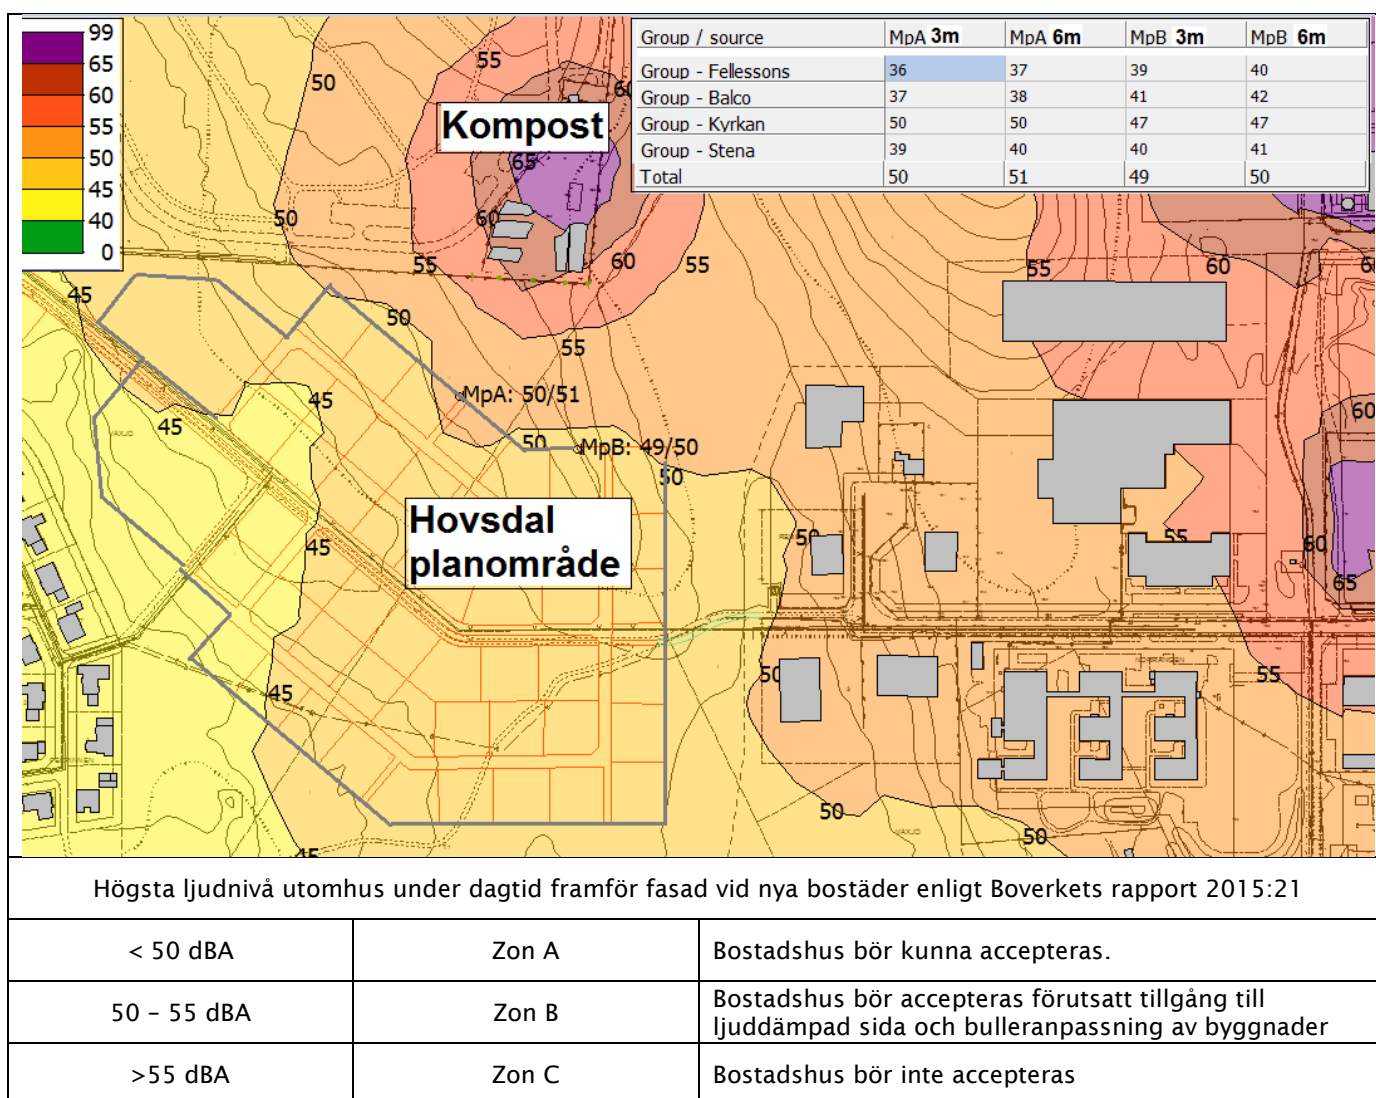 99
65
60
55
50
45
40
0
Group / source MpA 3m MpA 6m MpB 3m MpB 6m
Group - Fellessons 36 37 39 40
Group - Balco 37 38 41 42
Group - Kyrkan 50 50 47 47
Group - Stena 39 40 40 41
Total 50 51 49 50
55
50
60
Kompost
65
50
60
55
60
55
55
60
45
50
55
45
MpA: 50/51
60
45
50
MpB: 49/50
50
VÄXJÖ
Hovsdal
planområde
45
50
55
60
65
45
50
55
NORRÄNGEN
50
VÄXJÖ
50
45
Högsta ljudnivå utomhus under dagtid framför fasad vid nya bostäder enligt Boverkets rapport 2015:21
< 50 dBA Zon A Bostadshus bör kunna accepteras.
50 – 55 dBA Zon B Bostadshus bör accepteras förutsatt tillgång till
ljuddämpad sida och bulleranpassning av byggnader
>55 dBA Zon C Bostadshus bör inte accepteras